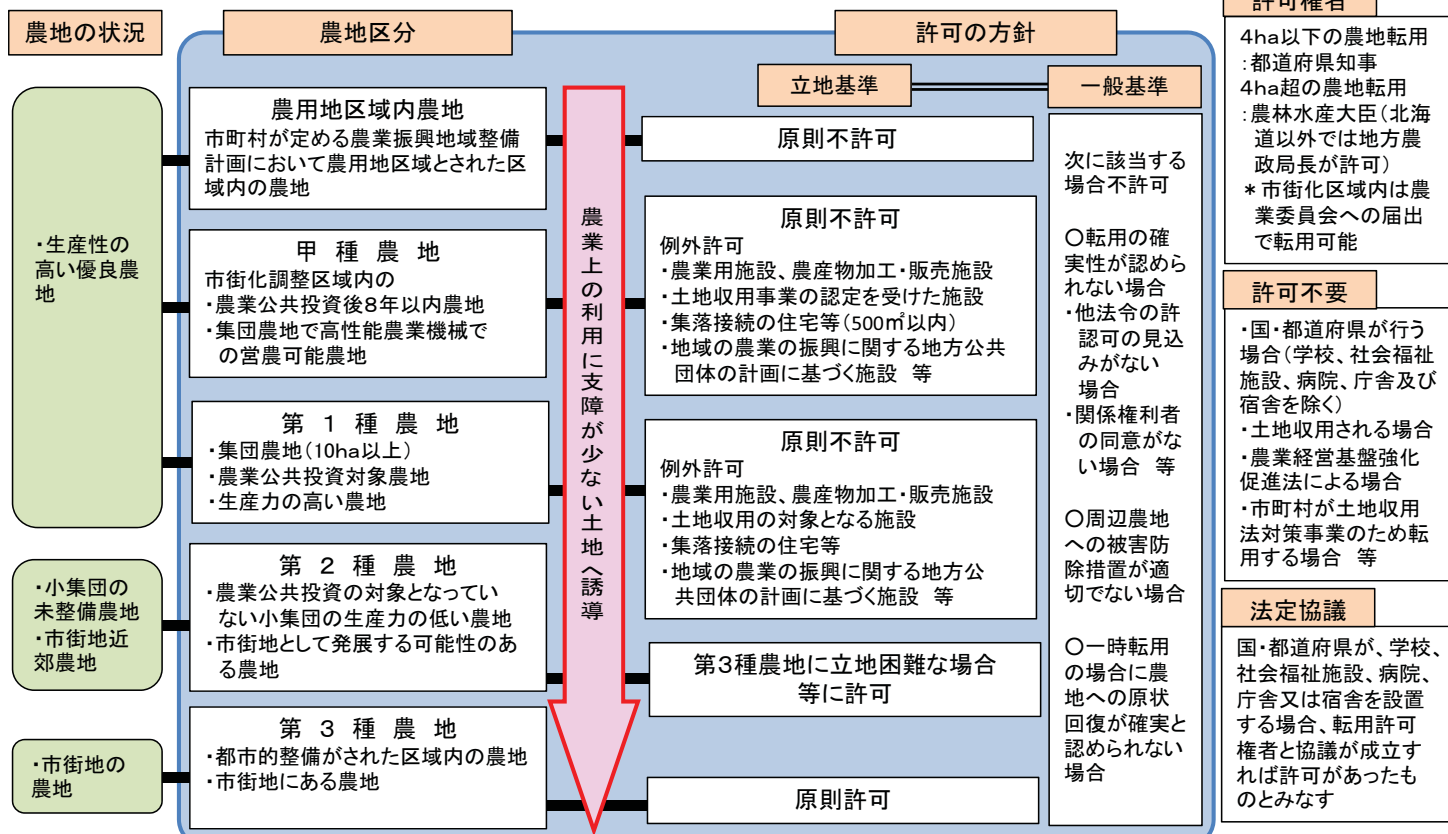 農地の状況
農地区分
許可の方針
許可権者
立地基準
一般基準
・生産性の
高い優良農
地
・小集団の
未整備農地
・市街地近
郊農地
・市街地の
農地
農用地区域内農地
市町村が定める農業振興地域整備
計画において農用地区域とされた区
域内の農地
甲種農地
市街化調整区域内の
・農業公共投資後8年以内農地
・集団農地で高性能農業機械で
の営農可能農地
第1種農地
・集団農地(10ha以上)
・農業公共投資対象農地
・生産力の高い農地
第2種農地
・農業公共投資の対象となってい
ない小集団の生産力の低い農地
・市街地として発展する可能性のあ
る農地
第3種農地
・都市的整備がされた区域内の農地
・市街地にある農地
農業上の利用に支障が少ない土地へ誘導
原則不許可
原則不許可
例外許可
・農業用施設、農産物加工・販売施設
・土地収用事業の認定を受けた施設
・集落接続の住宅等(500㎡以内)
・地域の農業の振興に関する地方公共
団体の計画に基づく施設 等
原則不許可
例外許可
・農業用施設、農産物加工・販売施設
・土地収用の対象となる施設
・集落接続の住宅等
・地域の農業の振興に関する地方公
共団体の計画に基づく施設 等
第3種農地に立地困難な場合
等に許可
原則許可
次に該当する
場合不許可
○転用の確
実性が認めら
れない場合
・他法令の許
認可の見込
みがない
場合
・関係権利者
の同意がな
い場合 等
○周辺農地
への被害防
除措置が適
切でない場合
○一時転用
の場合に農
地への原状
回復が確実と
認められない
場合
4ha以下の農地転用
:都道府県知事
4ha超の農地転用
:農林水産大臣(北海
道以外では地方農
政局長が許可)
*市街化区域内は農
業委員会への届出
で転用可能
許可不要
・国・都道府県が行う
場合(学校、社会福祉
施設、病院、庁舎及び
宿舎を除く)
・土地収用される場合
・農業経営基盤強化
促進法による場合
・市町村が土地収用
法対策事業のため転
用する場合 等
法定協議
国・都道府県が、学校、
社会福祉施設、病院、
庁舎又は宿舎を設置
する場合、転用許可
権者と協議が成立す
れば許可があったも
のとみなす